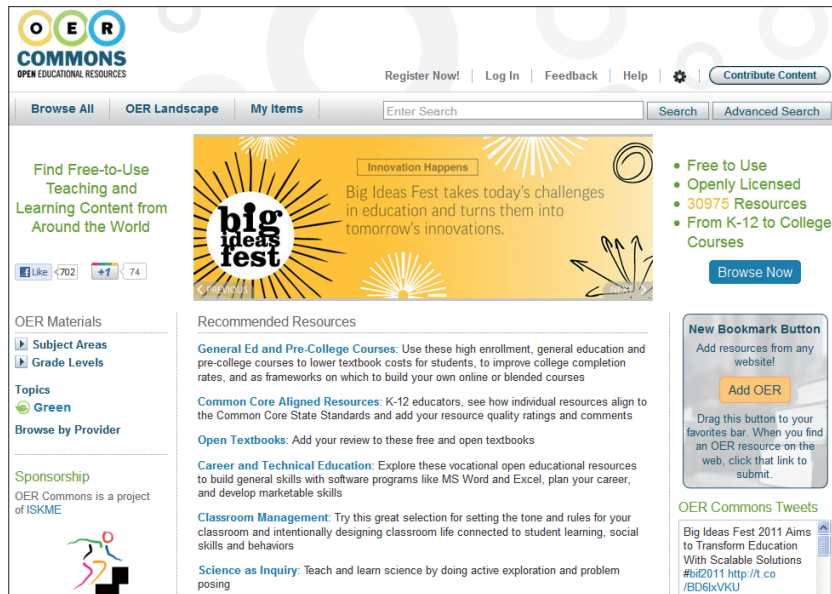 O E R
COMMONS
OPEN EDUCATIONAL RESOURCES
Register Now! Log In Feedback Help Contribute Content
Browse All OER Landscape My Items Enter Search Search Advanced Search
Find Free-to-Use
Teaching and
Learning Content from
Around the World
Like 702 +1 74
big
ideas
fest
Innovation Happens
Big Ideas Fest takes today's challenges
in education and turns them into
tomorrow's innovations.
PREVIOUS NEXT
Free to Use
Openly Licensed
30975 Resources
From K-12 to College
Courses
Browse Now
OER Materials
Subject Areas
Grade Levels
Topics
Green
Browse by Provider
Sponsorship
OER Commons is a project
of ISKME
Recommended Resources
General Ed and Pre-College Courses: Use these high enrollment, general education and
pre-college courses to lower textbook costs for students, to improve college completion
rates, and as frameworks on which to build your own online or blended courses
Common Core Aligned Resources: K-12 educators, see how individual resources align to
the Common Core State Standards and add your resource quality ratings and comments
Open Textbooks: Add your review to these free and open textbooks
Career and Technical Education: Explore these vocational open educational resources
to build general skills with software programs like MS Word and Excel, plan your career,
and develop marketable skills
Classroom Management: Try this great selection for setting the tone and rules for your
classroom and intentionally designing classroom life connected to student learning, social
skills and behaviors
Science as Inquiry: Teach and learn science by doing active exploration and problem
posing
New Bookmark Button
Add resources from any
website!
Add OER
Drag this button to your
favorites bar. When you find
an OER resource on the
web, click that link to
submit.
OER Commons Tweets
Big Ideas Fest 2011 Aims
to Transform Education
With Scalable Solutions
#bif2011 http://t.co
/BD6lxVKU